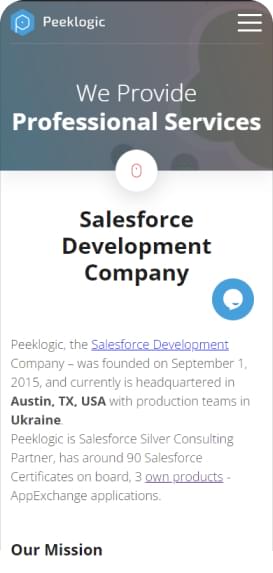 Peeklogic
We Provide
Professional Services
Salesforce
Development
Company
Peeklogic, the Salesforce Development
Company – was founded on September 1,
2015, and currently is headquartered in
Austin, TX, USA with production teams in
Ukraine.
Peeklogic is Salesforce Silver Consulting
Partner, has around 90 Salesforce
Certificates on board, 3 own products -
AppExchange applications.
Our Mission